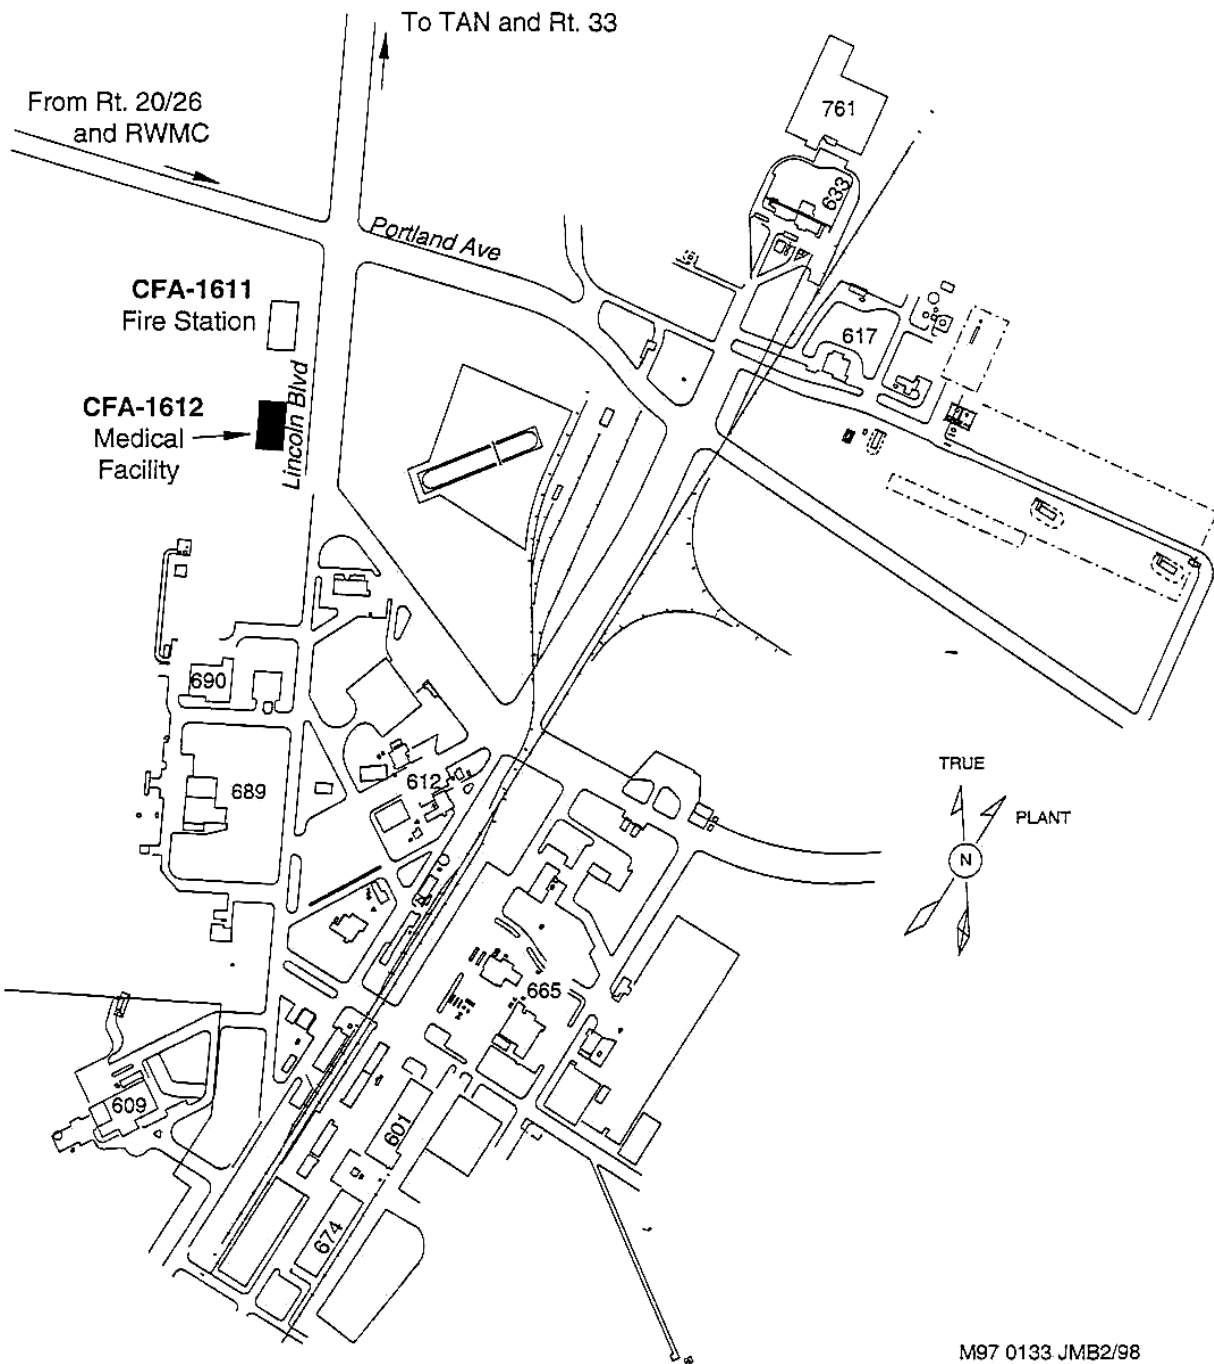 To TAN and Rt. 33
From Rt. 20/26
and RWMC
761
633
Portland Ave
CFA-1611
Fire Station
617
Lincoln Blvd
CFA-1612
Medical
Facility
690
689
612
TRUE
PLANT
N
665
609
601
674
M97 0133 JMB2/98